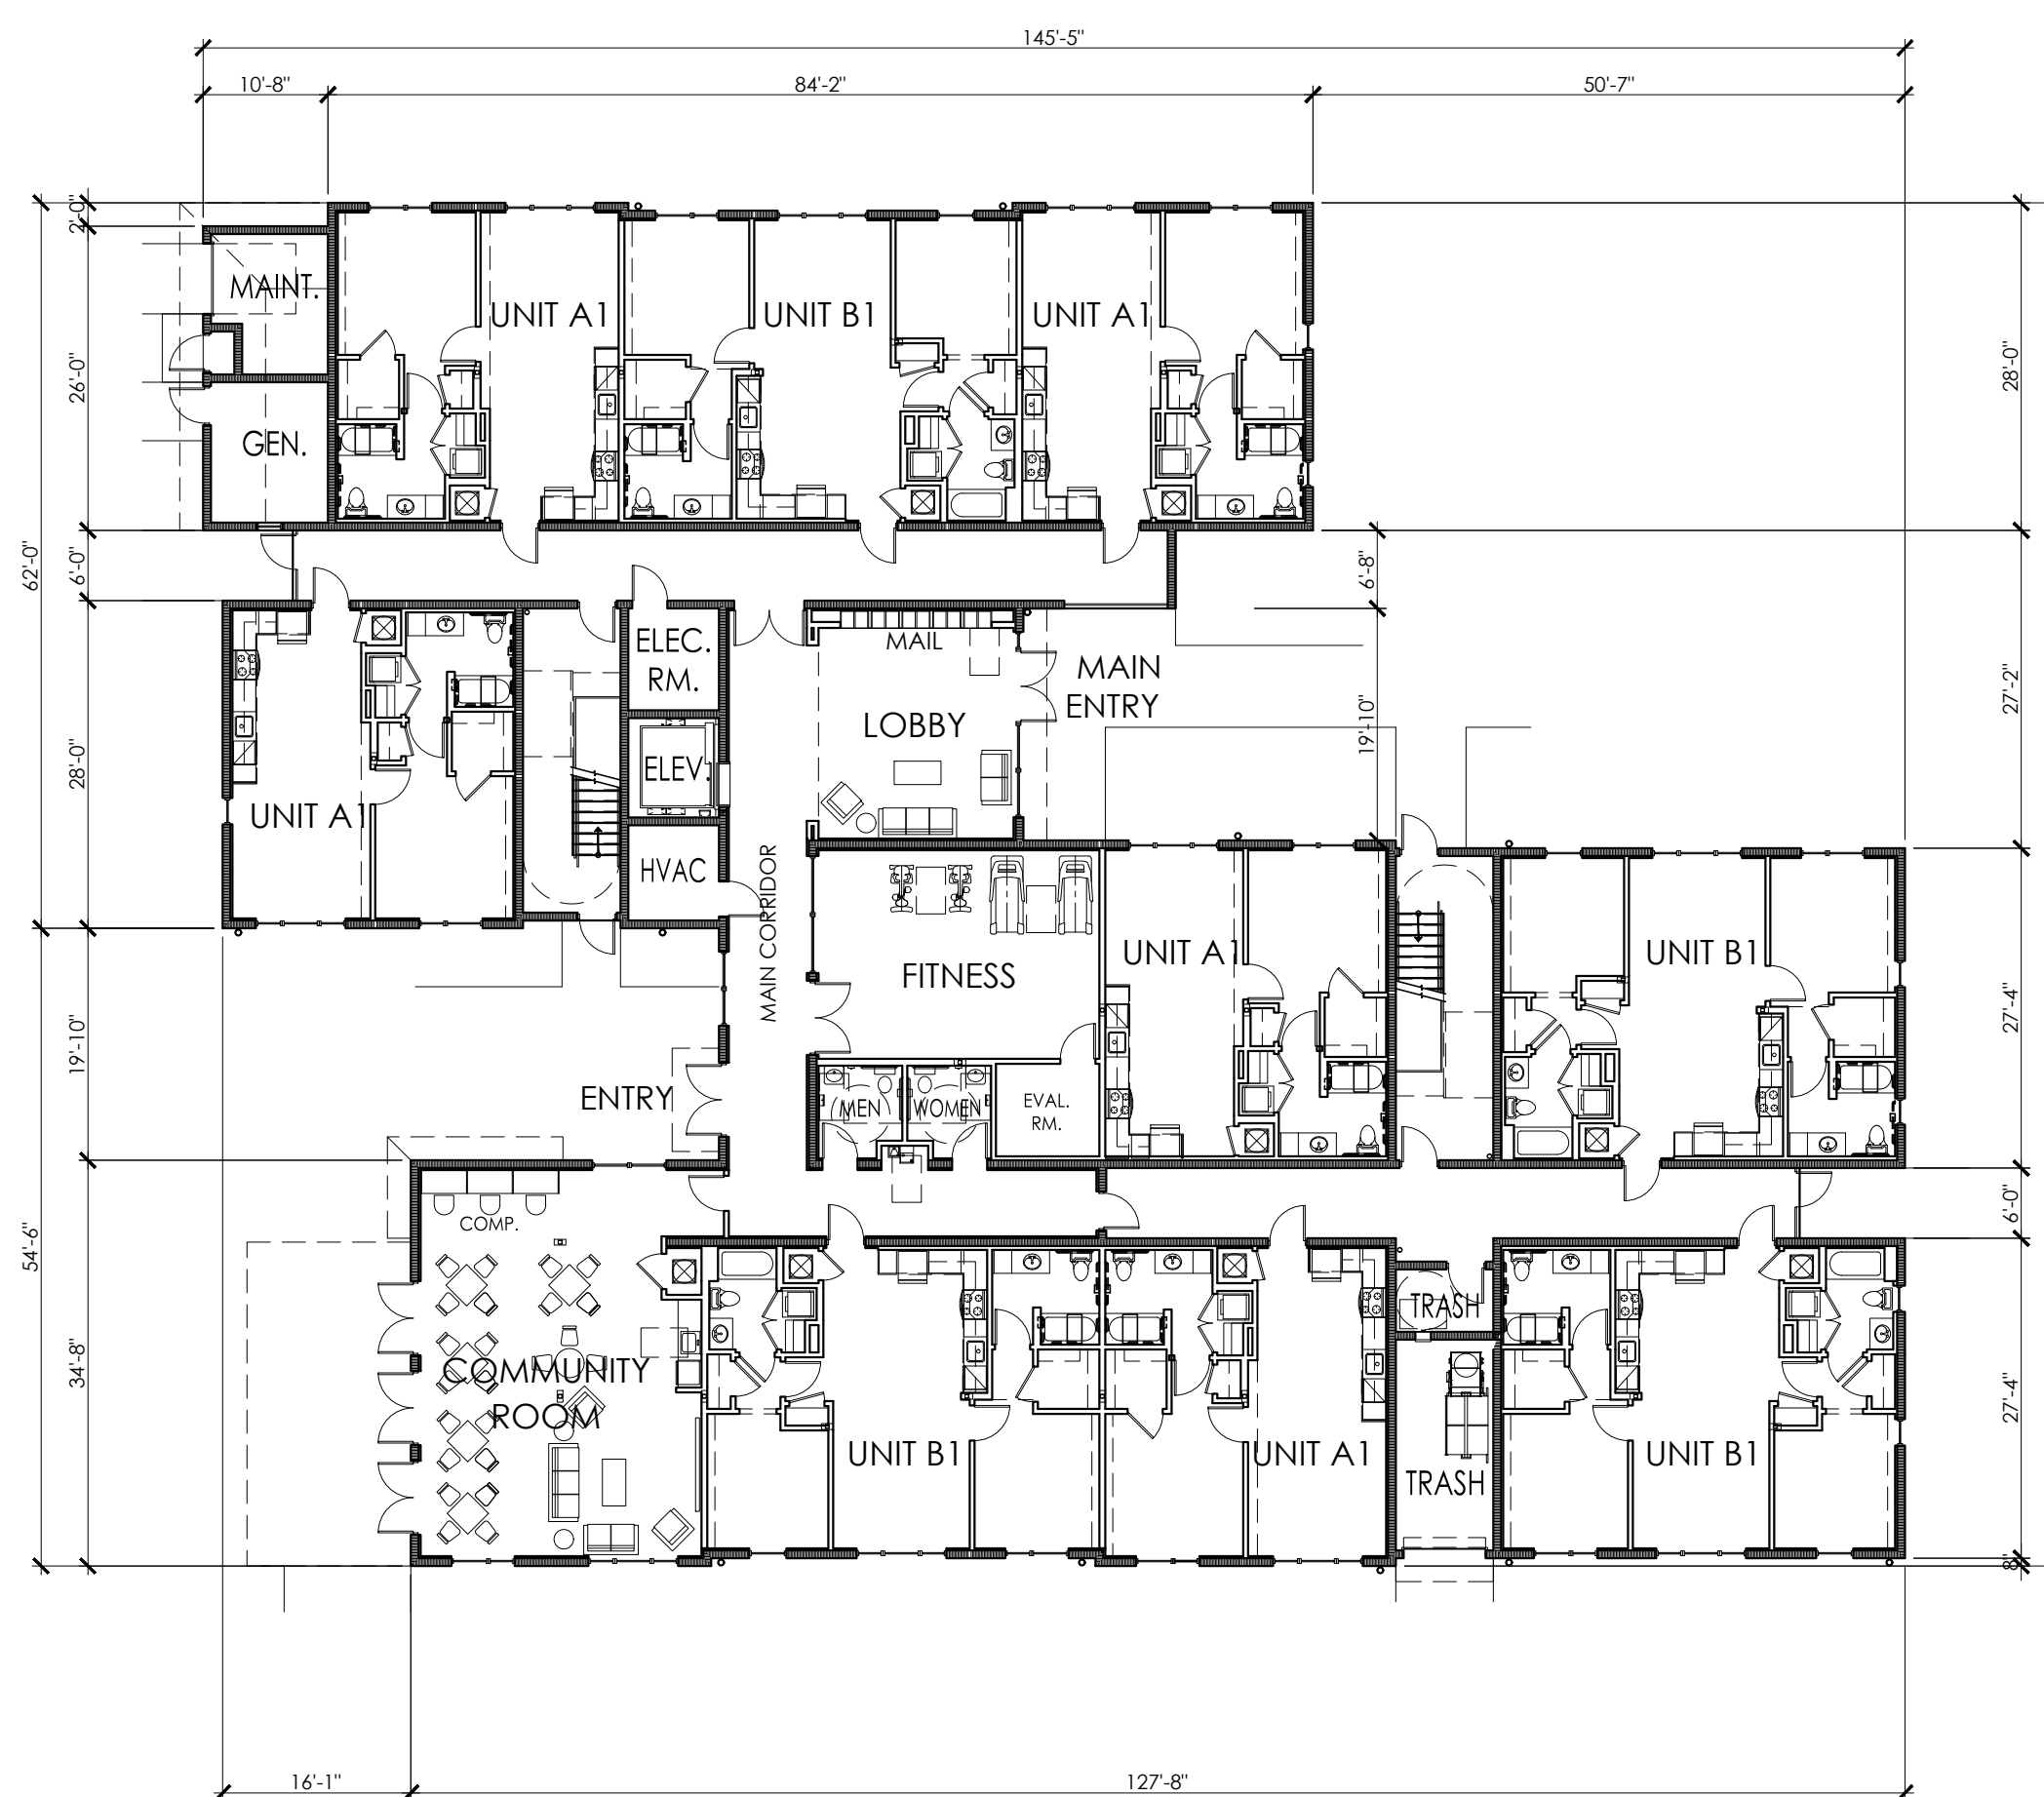 145'-5"
10'-8"
84'-2"
50'-7"
2'-0"
26'-0"
62'-0"
6'-0"
28'-0"
54'-6"
19'-10"
34'-8"
MAINT.
GEN.
UNIT A1
UNIT B1
UNIT A1
28'-0"
6'-8"
27'-2"
19'-10"
27'-4"
6'-0"
27'-4"
8"
ELEC.
RM.
MAIL
MAIN
ENTRY
LOBBY
ELEV.
UNIT A1
HVAC
MAIN CORRIDOR
FITNESS
UNIT A1
UNIT B1
ENTRY
MEN
WOMEN
EVAL.
RM.
COMP.
TRASH
COMMUNITY
ROOM
UNIT B1
UNIT A1
TRASH
UNIT B1
16'-1"
127'-8"